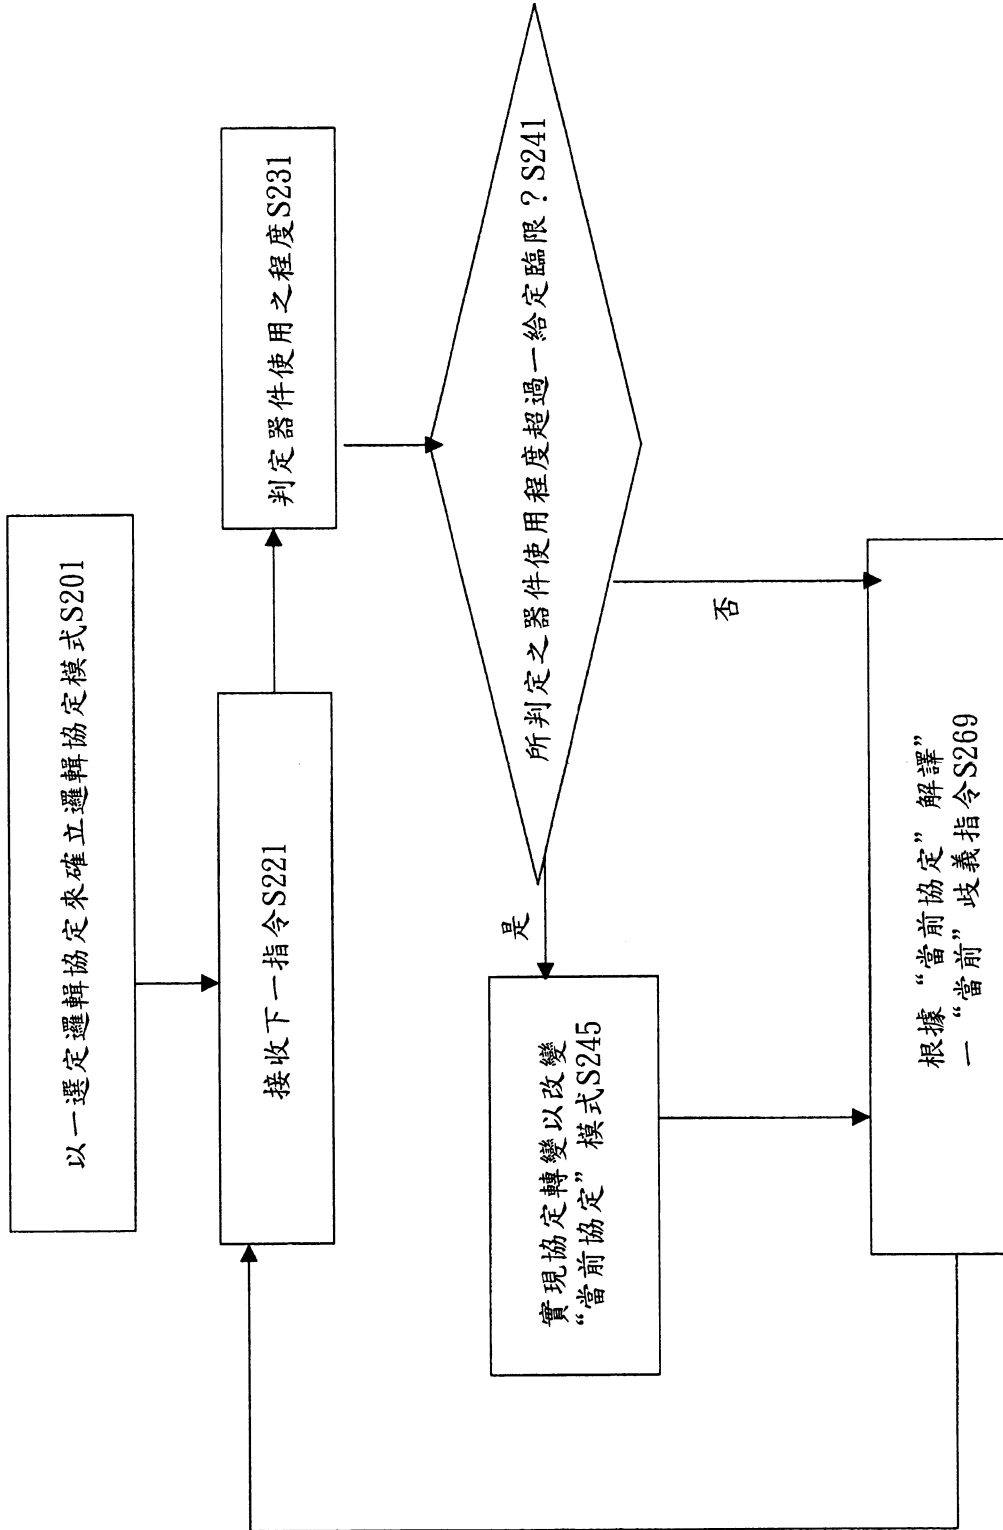 以一選定邏輯協定來確立邏輯協定模式S201
接收下一指令S221
判定器件使用之程度S231
所判定之器件使用程度超過一給定臨限？S241
是
否
實現協定轉變以改變
“當前協定” 模式S245
根據 “當前協定” 解譯”
一 “當前” 歧義指令S269